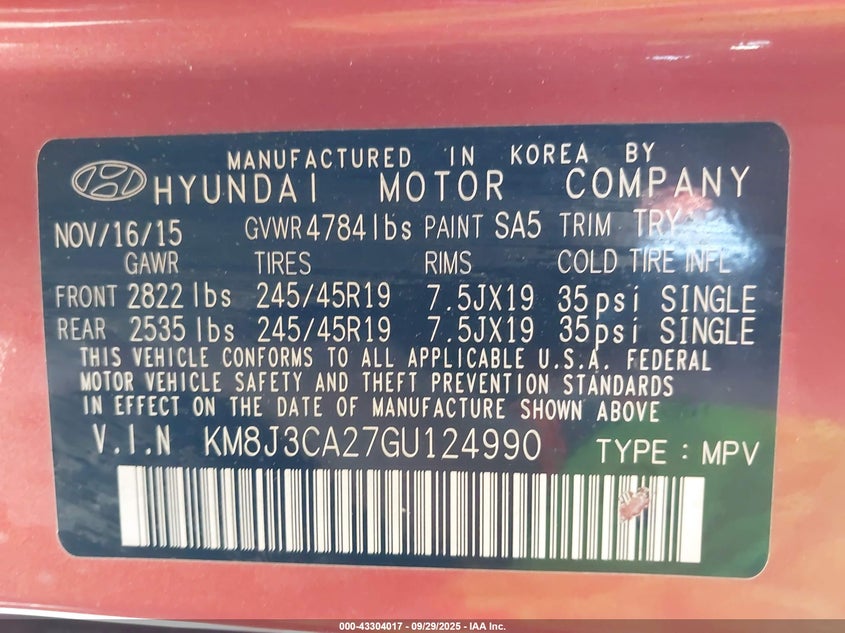 MANUFACTURED IN KOREA BY
HYUNDAI MOTOR COMPANY
NOV/16/15 GVWR 4784 lbs PAINT SA5 TRIM TRY
GAWR TIRES RIMS COLD TIRE INFL
FRONT 2822 lbs 245/45R19 7.5JX19 35psi SINGLE
REAR 2535 lbs 245/45R19 7.5JX19 35psi SINGLE
THIS VEHICLE CONFORMS TO ALL APPLICABLE U.S.A. FEDERAL
MOTOR VEHICLE SAFETY AND THEFT PREVENTION STANDARDS
IN EFFECT ON THE DATE OF MANUFACTURE SHOWN ABOVE
V.I.N KM8J3CA27GU124990 TYPE : MPV
000-43304017 - 09/29/2025 - IAA Inc.